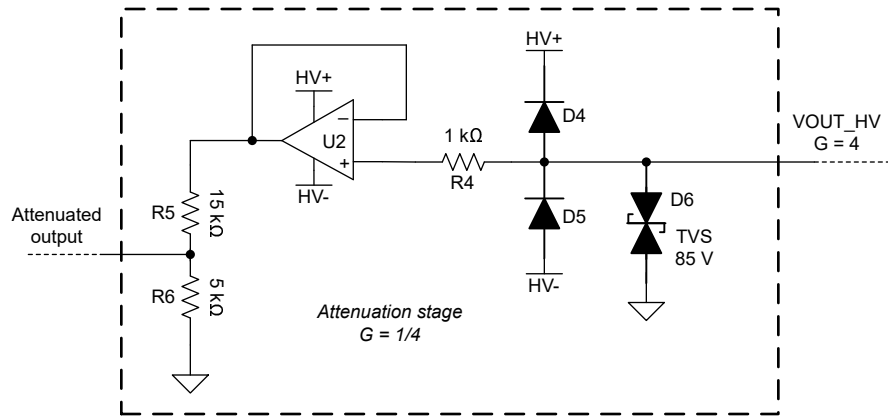 HV+
HV+
D4
VOUT_HV
G = 4
−
U2
+
1 kΩ
R4
HV-
R5
15 kΩ
D5
D6
TVS
85 V
Attenuated
output
R6
5 kΩ
HV-
Attenuation stage
G = 1/4